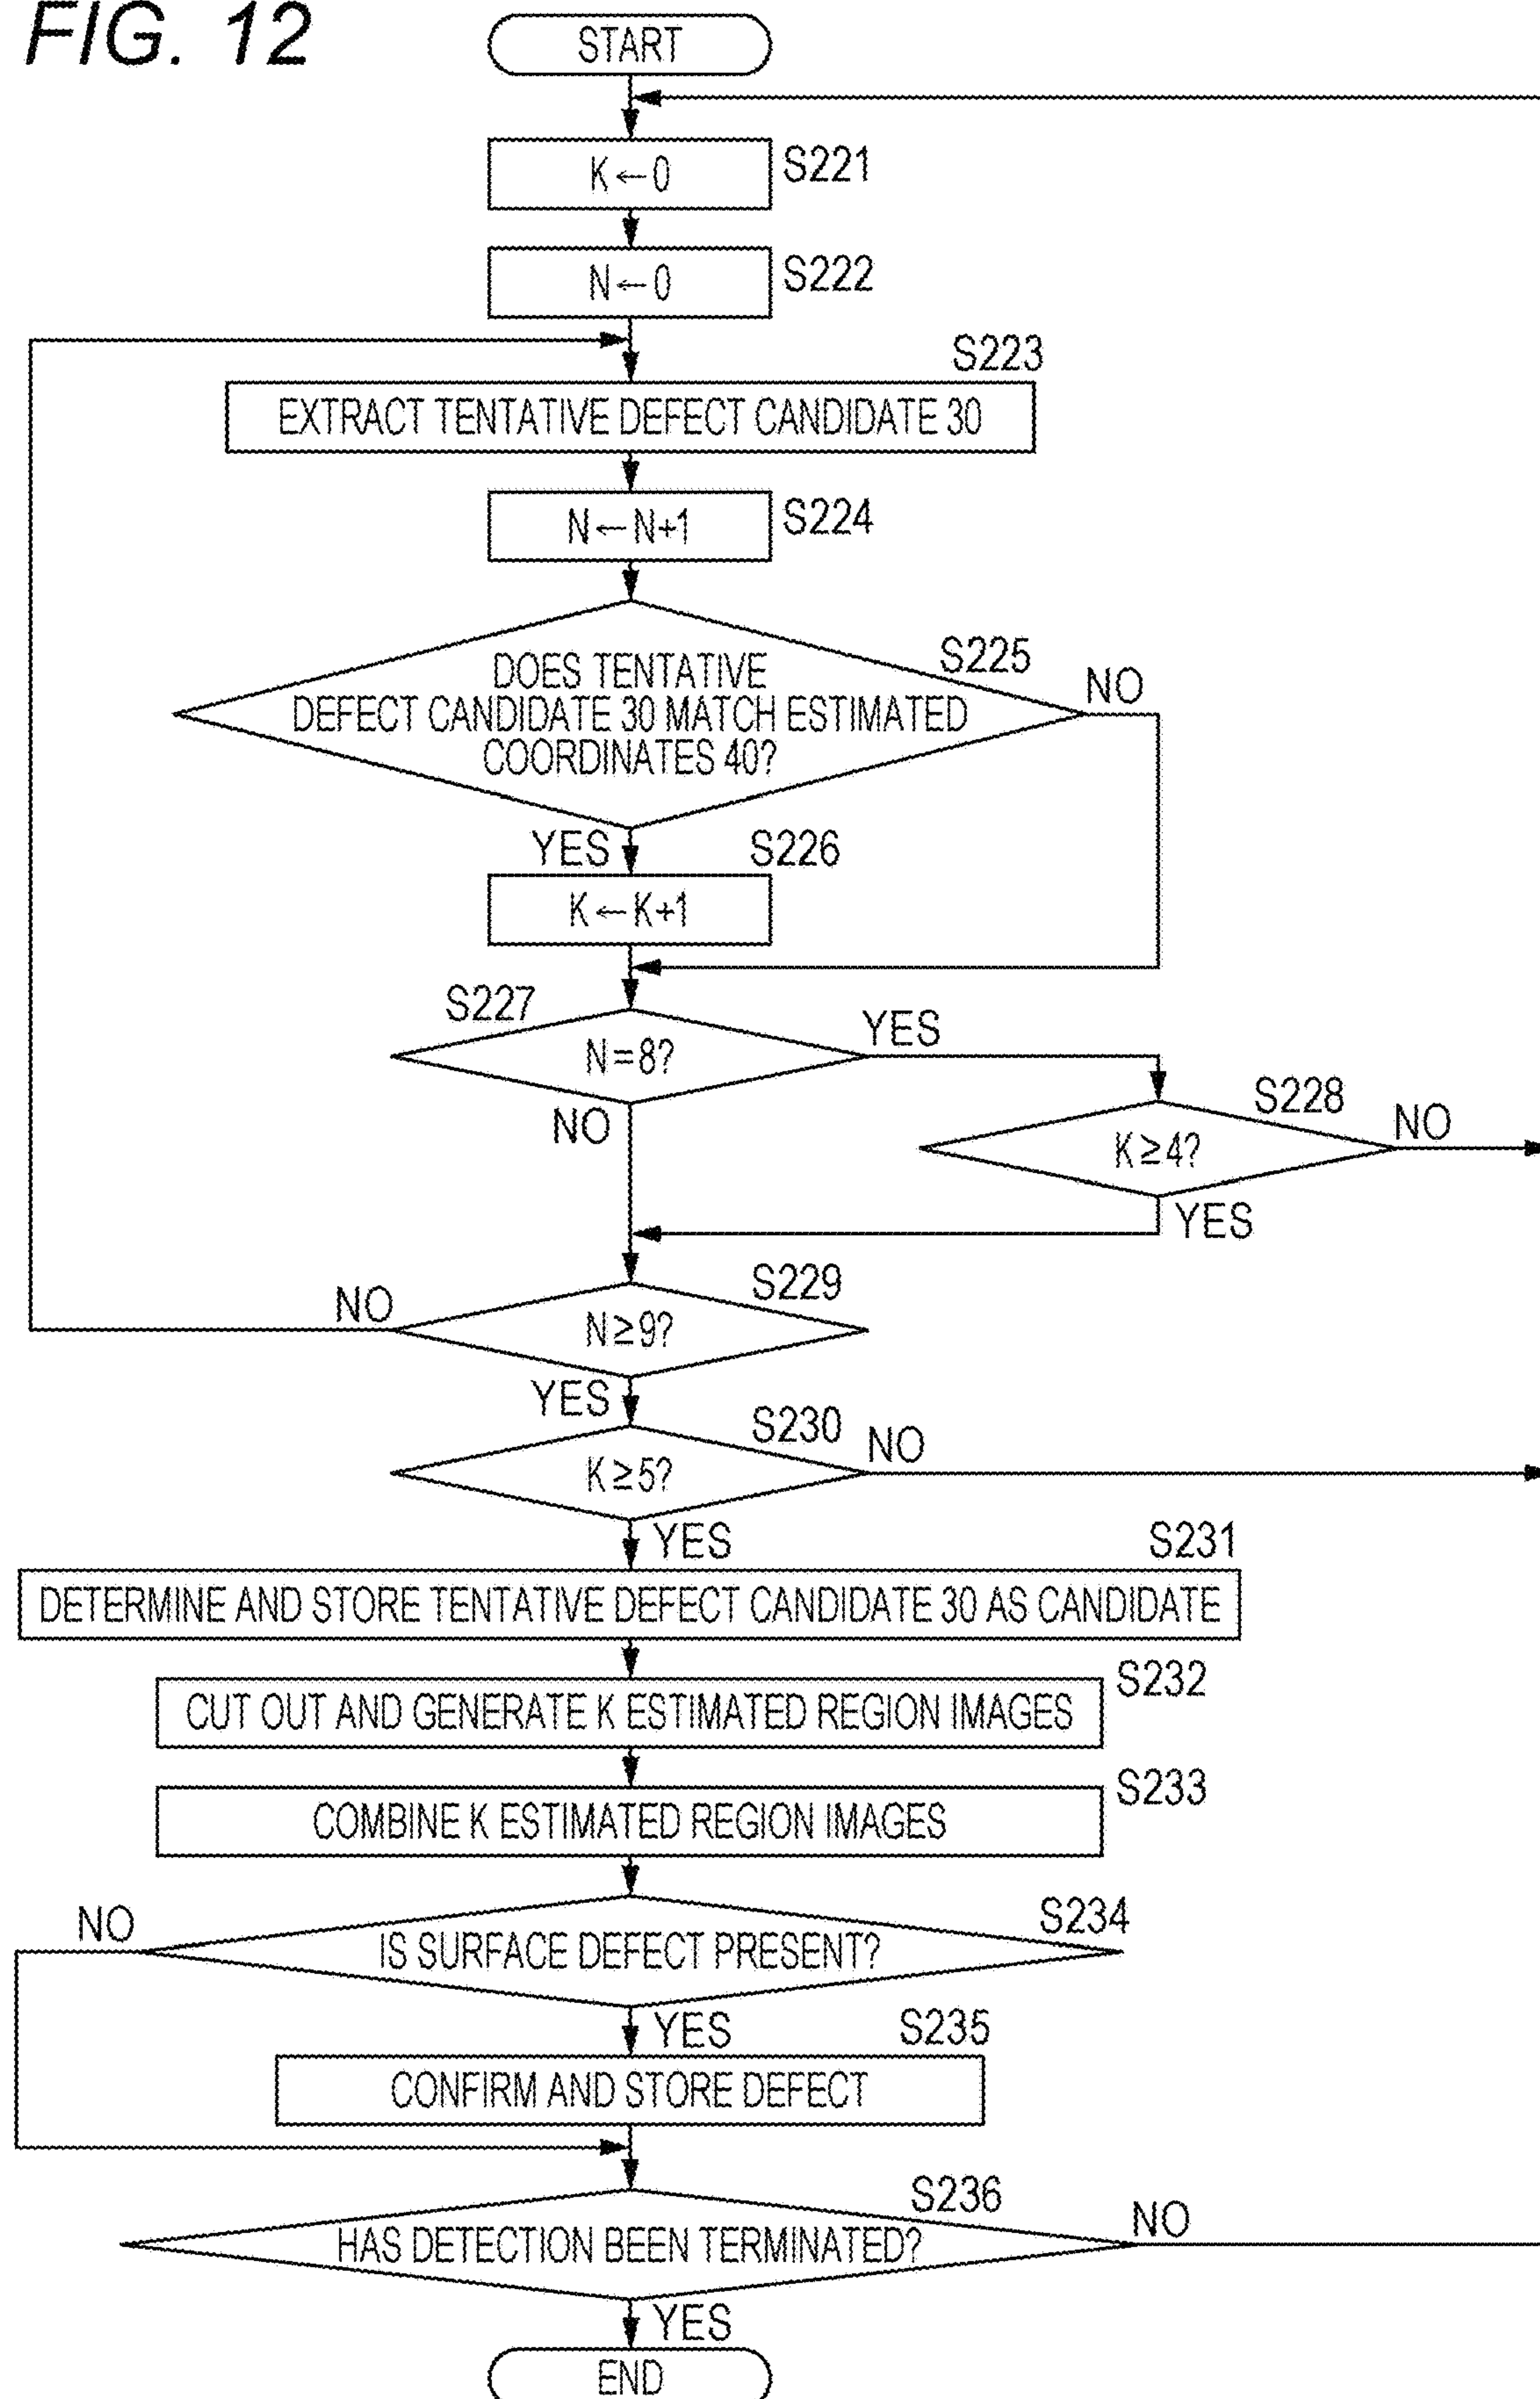 FIG. 12
START
K←0
S221
N←0
S222
S223
EXTRACT TENTATIVE DEFECT CANDIDATE 30
N←N+1
S224
S225
DOES TENTATIVE
DEFECT CANDIDATE 30 MATCH ESTIMATED
COORDINATES 40?
NO
YES
S226
K←K+1
S227
N=8?
YES
NO
S228
K≥4?
NO
YES
S229
N≥9?
NO
YES
S230
K≥5?
NO
YES
S231
DETERMINE AND STORE TENTATIVE DEFECT CANDIDATE 30 AS CANDIDATE
S232
CUT OUT AND GENERATE K ESTIMATED REGION IMAGES
S233
COMBINE K ESTIMATED REGION IMAGES
S234
NO
IS SURFACE DEFECT PRESENT?
YES
S235
CONFIRM AND STORE DEFECT
S236
HAS DETECTION BEEN TERMINATED?
NO
YES
END